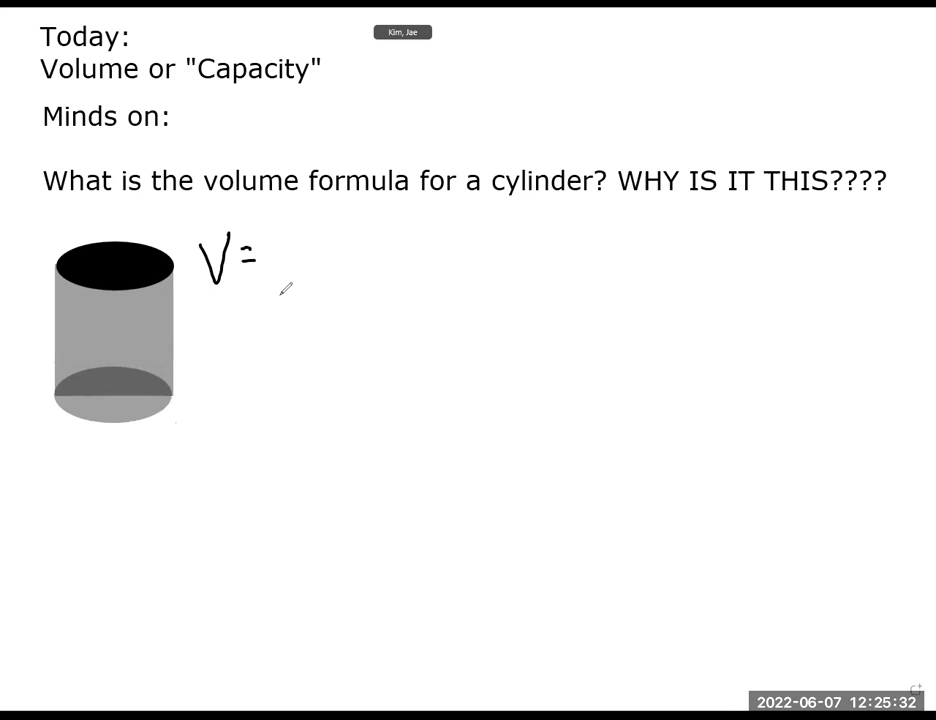 Kim, Jae
Today:
Volume or "Capacity"
Minds on:
What is the volume formula for a cylinder? WHY IS IT THIS????
V=
2022-06-07 12:25:32